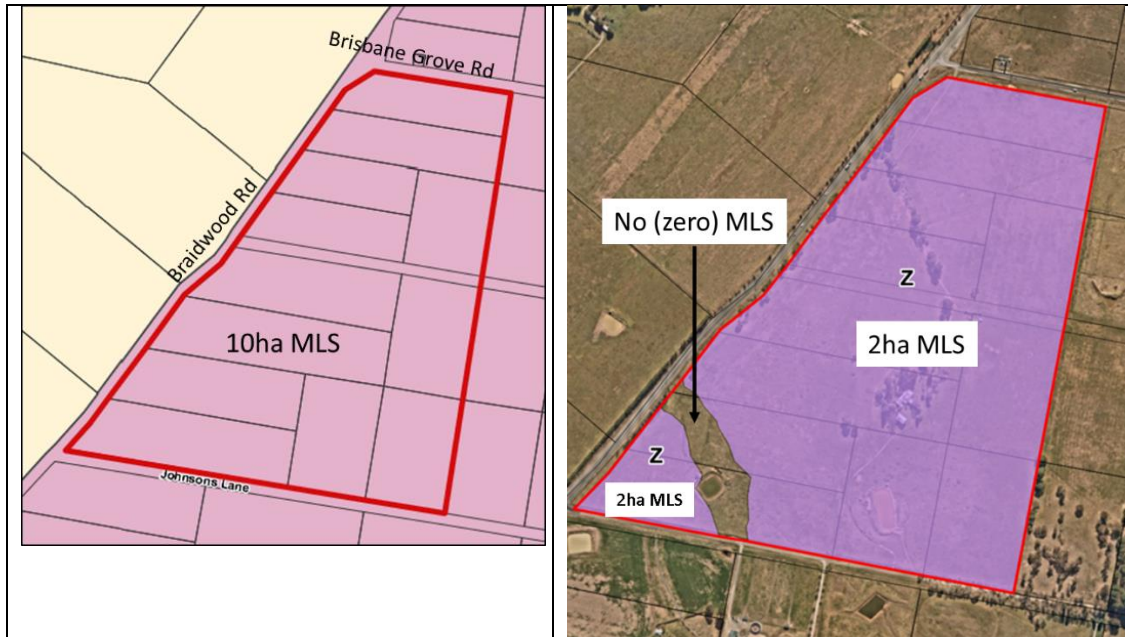 Brisbane Grove Rd
Braidwood Rd
10ha MLS
Johnsons Lane
No (zero) MLS
Z
2ha MLS
Z
2ha MLS